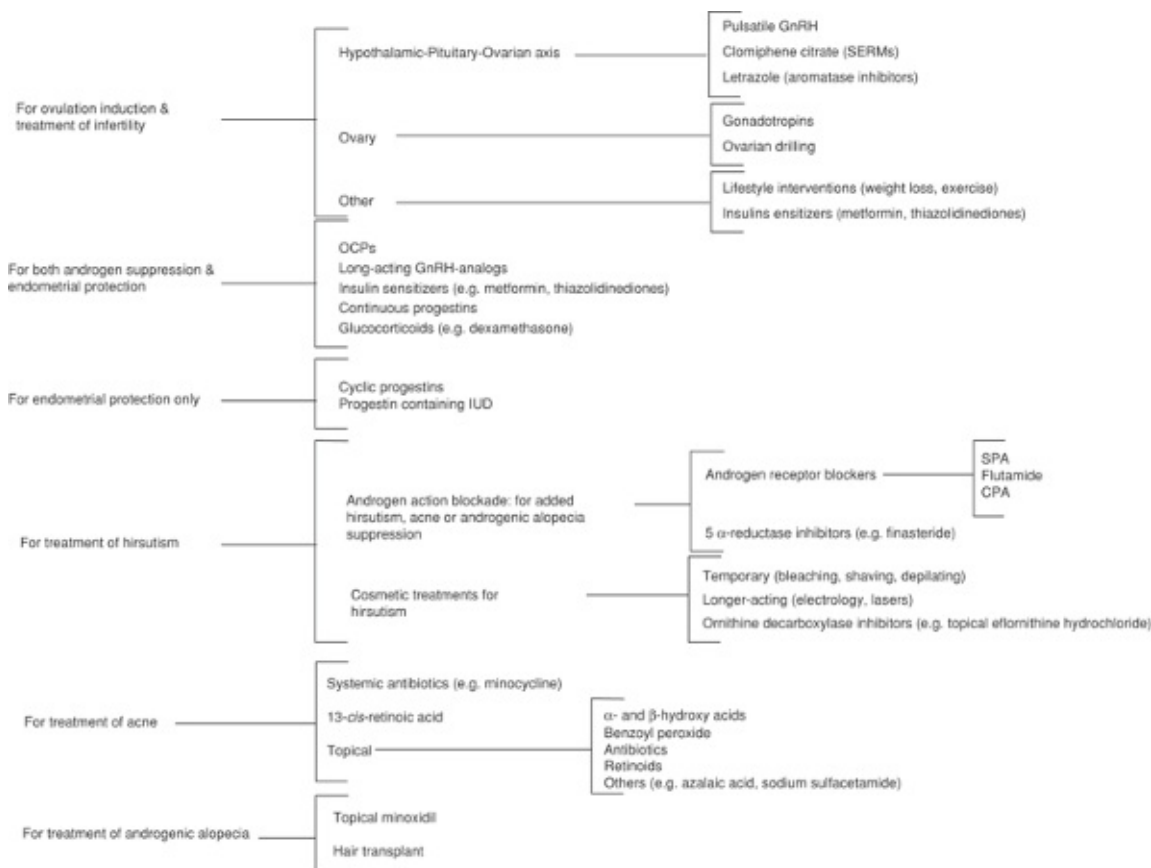 For ovulation induction &
treatment of infertility
Hypothalamic-Pituitary-Ovarian axis
Pulsatile GnRH
Clomiphene citrate (SERMs)
Letrazole (aromatase inhibitors)
Ovary
Gonadotropins
Ovarian drilling
Other
Lifestyle interventions (weight loss, exercise)
Insulins ensitizers (metformin, thiazolidinediones)
For both androgen suppression &
endometrial protection
OCPs
Long-acting GnRH-analogs
Insulin sensitizers (e.g. metformin, thiazolidinediones)
Continuous progestins
Glucocorticoids (e.g. dexamethasone)
For endometrial protection only
Cyclic progestins
Progestin containing IUD
For treatment of hirsutism
Androgen action blockade: for added
hirsutism, acne or androgenic alopecia
suppression
Androgen receptor blockers
SPA
Flutamide
CPA
5 α-reductase inhibitors (e.g. finasteride)
Cosmetic treatments for
hirsutism
Temporary (bleaching, shaving, depilating)
Longer-acting (electrology, lasers)
Ornithine decarboxylase inhibitors (e.g. topical eflornithine hydrochloride)
For treatment of acne
Systemic antibiotics (e.g. minocycline)
13-cis-retinoic acid
Topical
α- and β-hydroxy acids
Benzoyl peroxide
Antibiotics
Retinoids
Others (e.g. azalaic acid, sodium sulfacetamide)
For treatment of androgenic alopecia
Topical minoxidil
Hair transplant